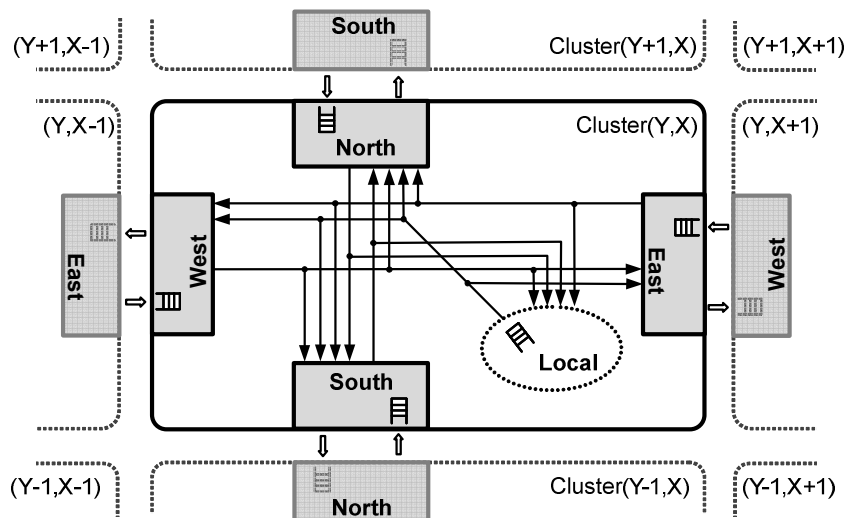 South
(Y+1,X-1)
Cluster(Y+1,X)
(Y+1,X+1)
(Y,X-1)
Cluster(Y,X)
(Y,X+1)
North
East
West
East
West
Local
South
(Y-1,X-1)
Cluster(Y-1,X)
(Y-1,X+1)
North